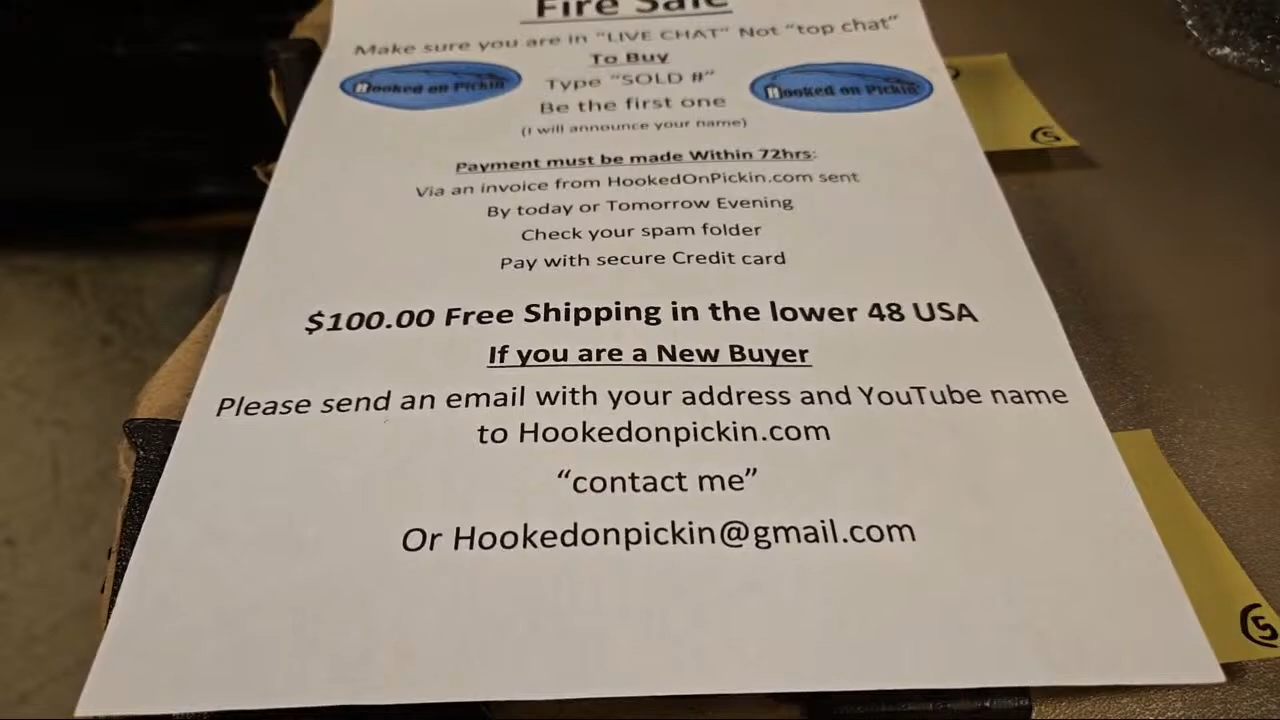 Fire Sale
Make sure you are in “LIVE CHAT” Not “top chat”
To Buy
Hooked on Pickin'
Type “SOLD #”
Hooked on Pickin'
Be the first one
(I will announce your name)
Payment must be made Within 72hrs:
Via an invoice from HookedOnPickin.com sent
By today or Tomorrow Evening
Check your spam folder
Pay with secure Credit card
$100.00 Free Shipping in the lower 48 USA
If you are a New Buyer
Please send an email with your address and YouTube name
to Hookedonpickin.com
“contact me”
Or Hookedonpickin@gmail.com
5
5